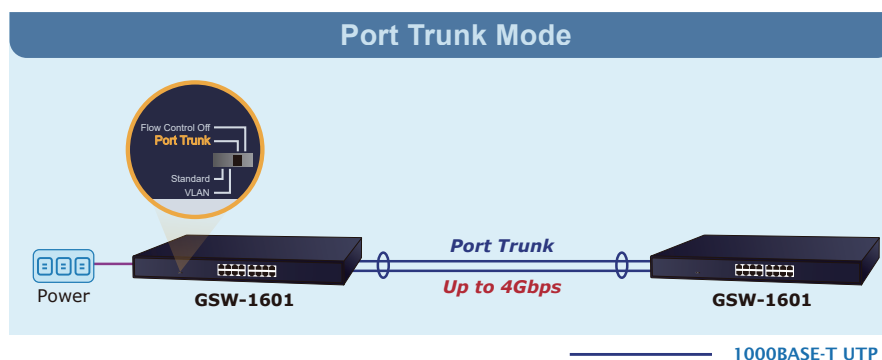 Port Trunk Mode
Flow Control Off
Port Trunk
Standard
VLAN
Port Trunk
Up to 4Gbps
Power
GSW-1601
GSW-1601
1000BASE-T UTP